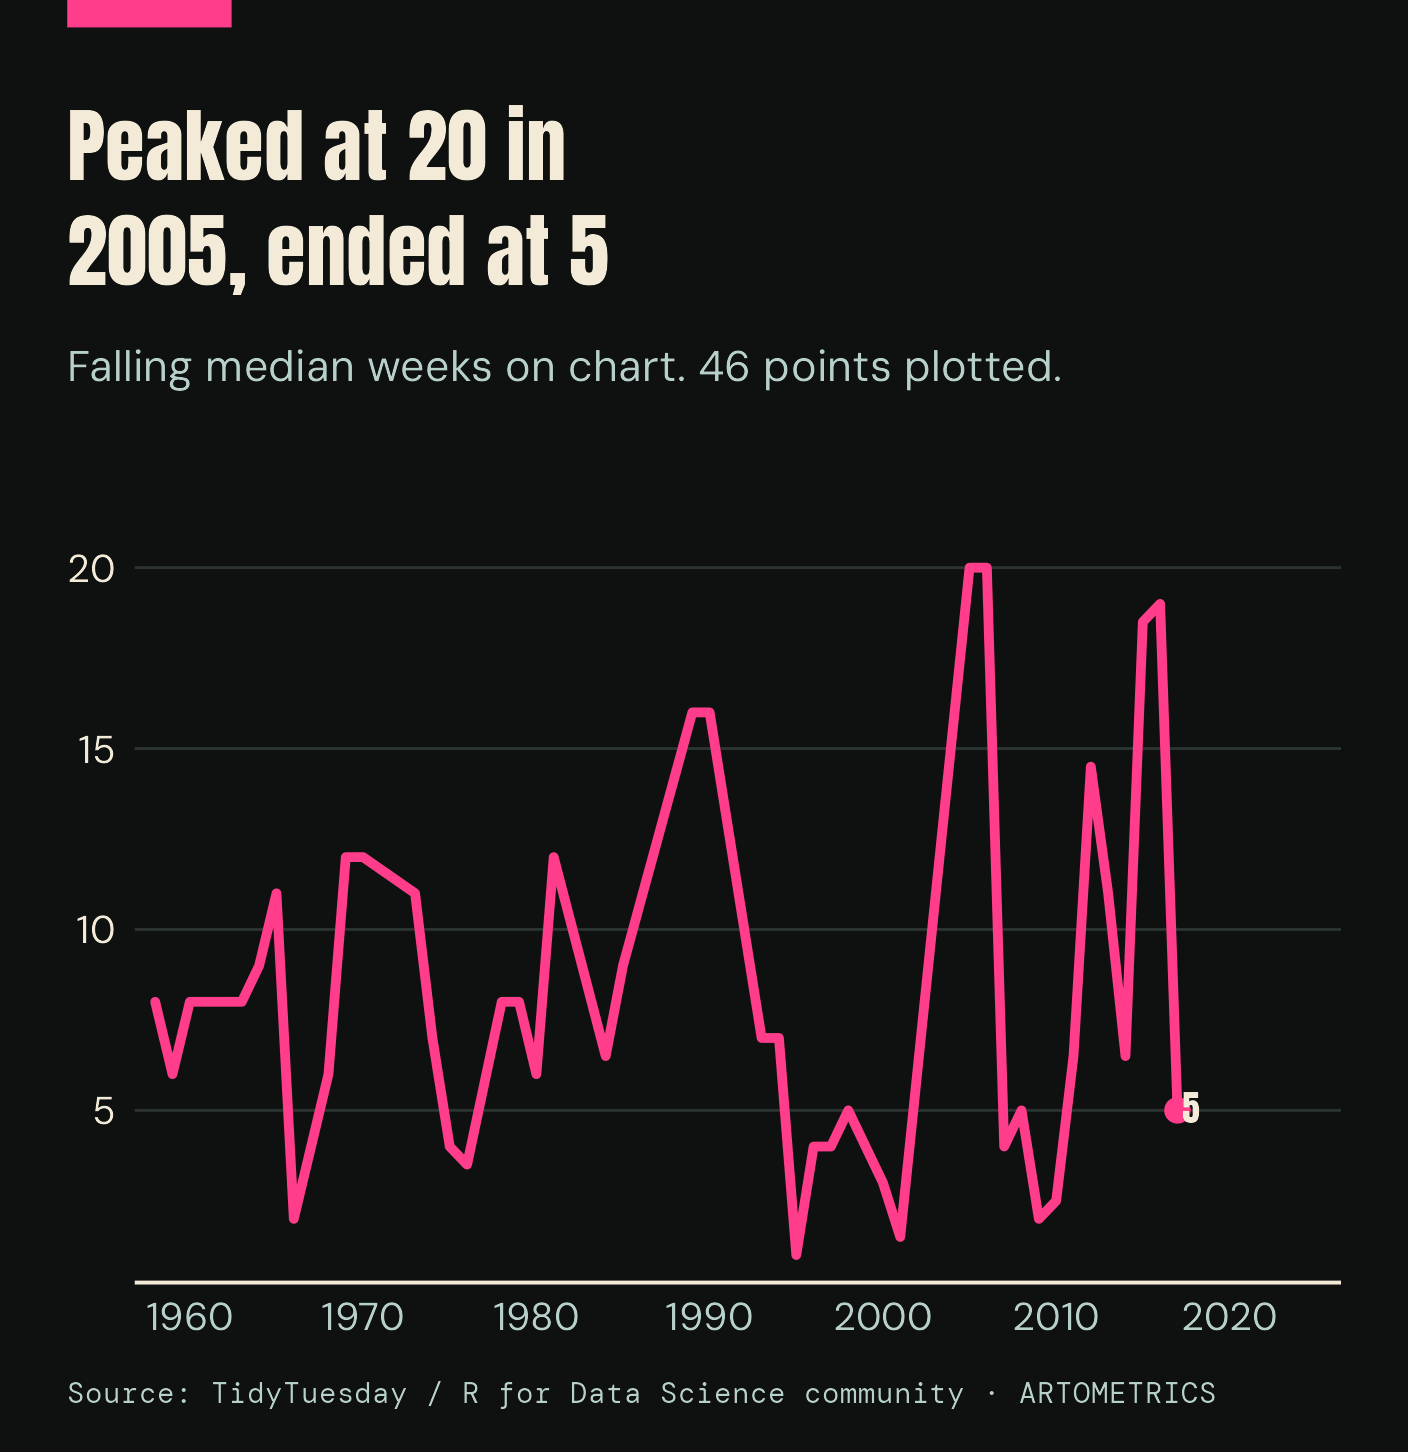 Peaked at 20 in
2005, ended at 5
Falling median weeks on chart. 46 points plotted.
20
15
10
5
5
1960 1970 1980 1990 2000 2010 2020
Source: TidyTuesday / R for Data Science community · ARTOMETRICS